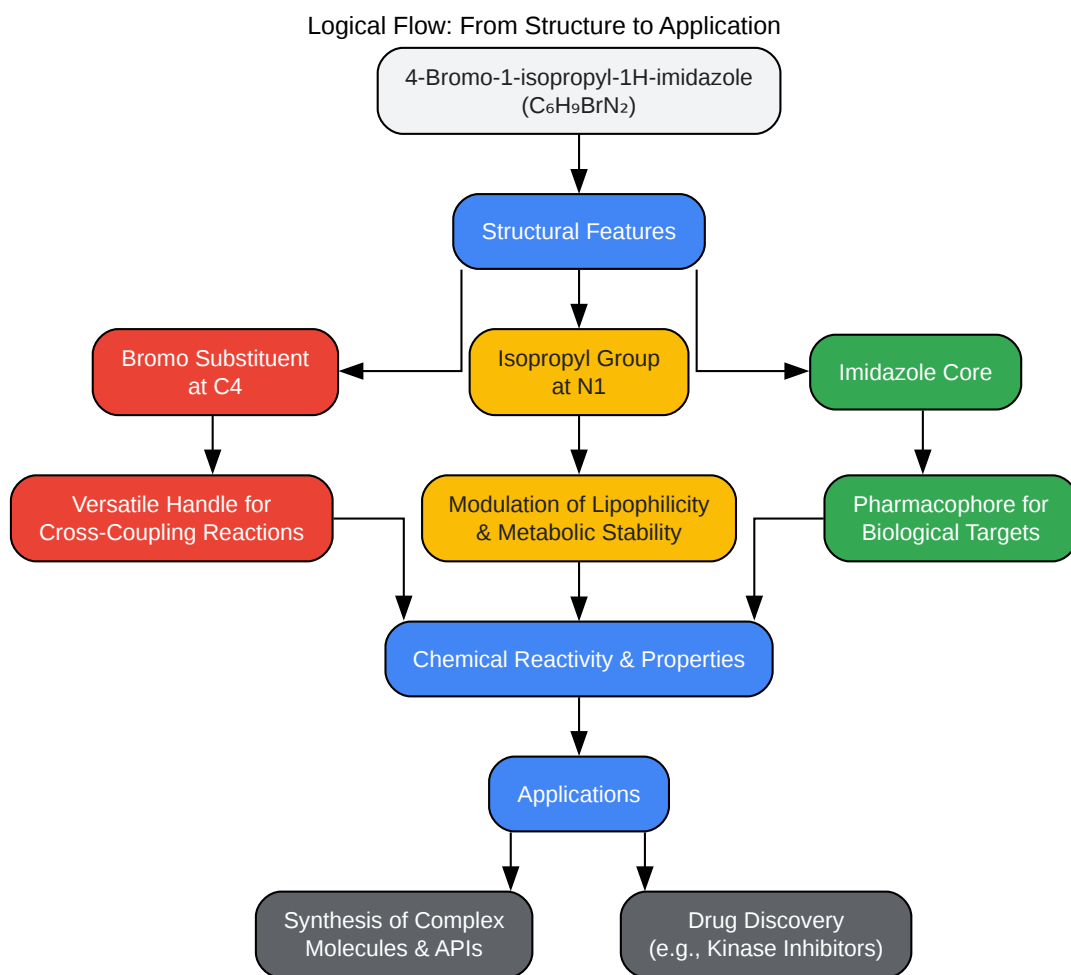 Logical Flow: From Structure to Application
4-Bromo-1-isopropyl-1H-imidazole
(C₆H₉BrN₂)
Structural Features
Bromo Substituent
at C4
Isopropyl Group
at N1
Imidazole Core
Versatile Handle for
Cross-Coupling Reactions
Modulation of Lipophilicity
& Metabolic Stability
Pharmacophore for
Biological Targets
Chemical Reactivity & Properties
Applications
Synthesis of Complex
Molecules & APIs
Drug Discovery
(e.g., Kinase Inhibitors)